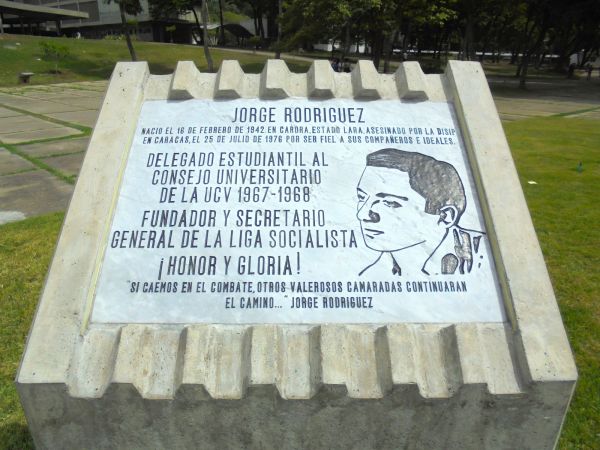 JORGE RODRIGUEZ
NACIO EL 16 DE FEBRERO DE 1942 EN CARORA, ESTADO LARA, ASESINADO POR LA DISIP
EN CARACAS, EL 25 DE JULIO DE 1976 POR SER FIEL A SUS COMPAÑEROS E IDEALES.
DELEGADO ESTUDIANTIL AL
CONSEJO UNIVERSITARIO
DE LA UCV 1967-1968
FUNDADOR Y SECRETARIO
GENERAL DE LA LIGA SOCIALISTA
¡HONOR Y GLORIA!
"SI CAEMOS EN EL COMBATE, OTROS VALEROSOS CAMARADAS CONTINUARAN
EL CAMINO..." JORGE RODRIGUEZ